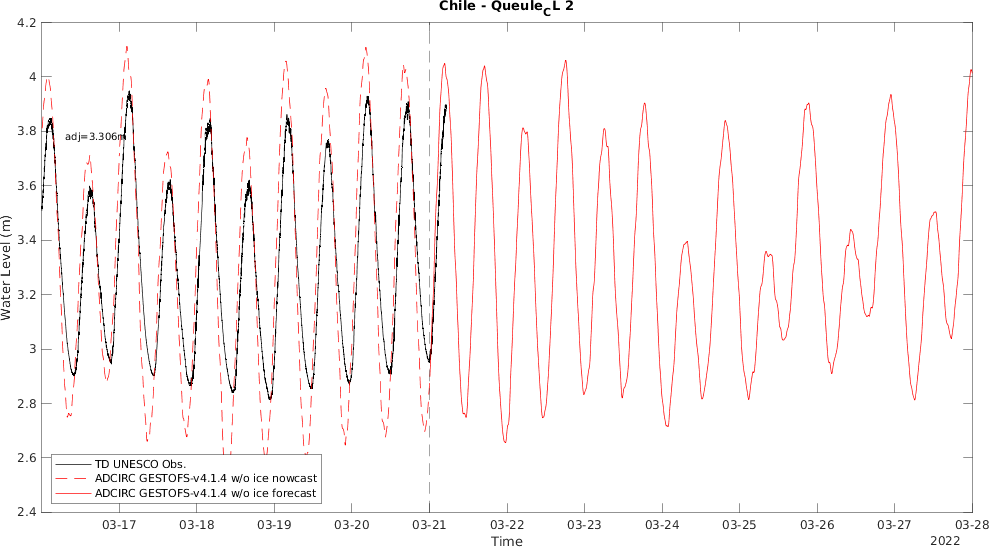 Chile - Queule_CL 2
4.2
4
3.8
3.6
3.4
3.2
3
2.8
2.6
2.4
Water Level (m)
adj=3.306m
TD UNESCO Obs.
ADCIRC GESTOFS-v4.1.4 w/o ice nowcast
ADCIRC GESTOFS-v4.1.4 w/o ice forecast
03-17 03-18 03-19 03-20 03-21 03-22 03-23 03-24 03-25 03-26 03-27 03-28
Time
2022